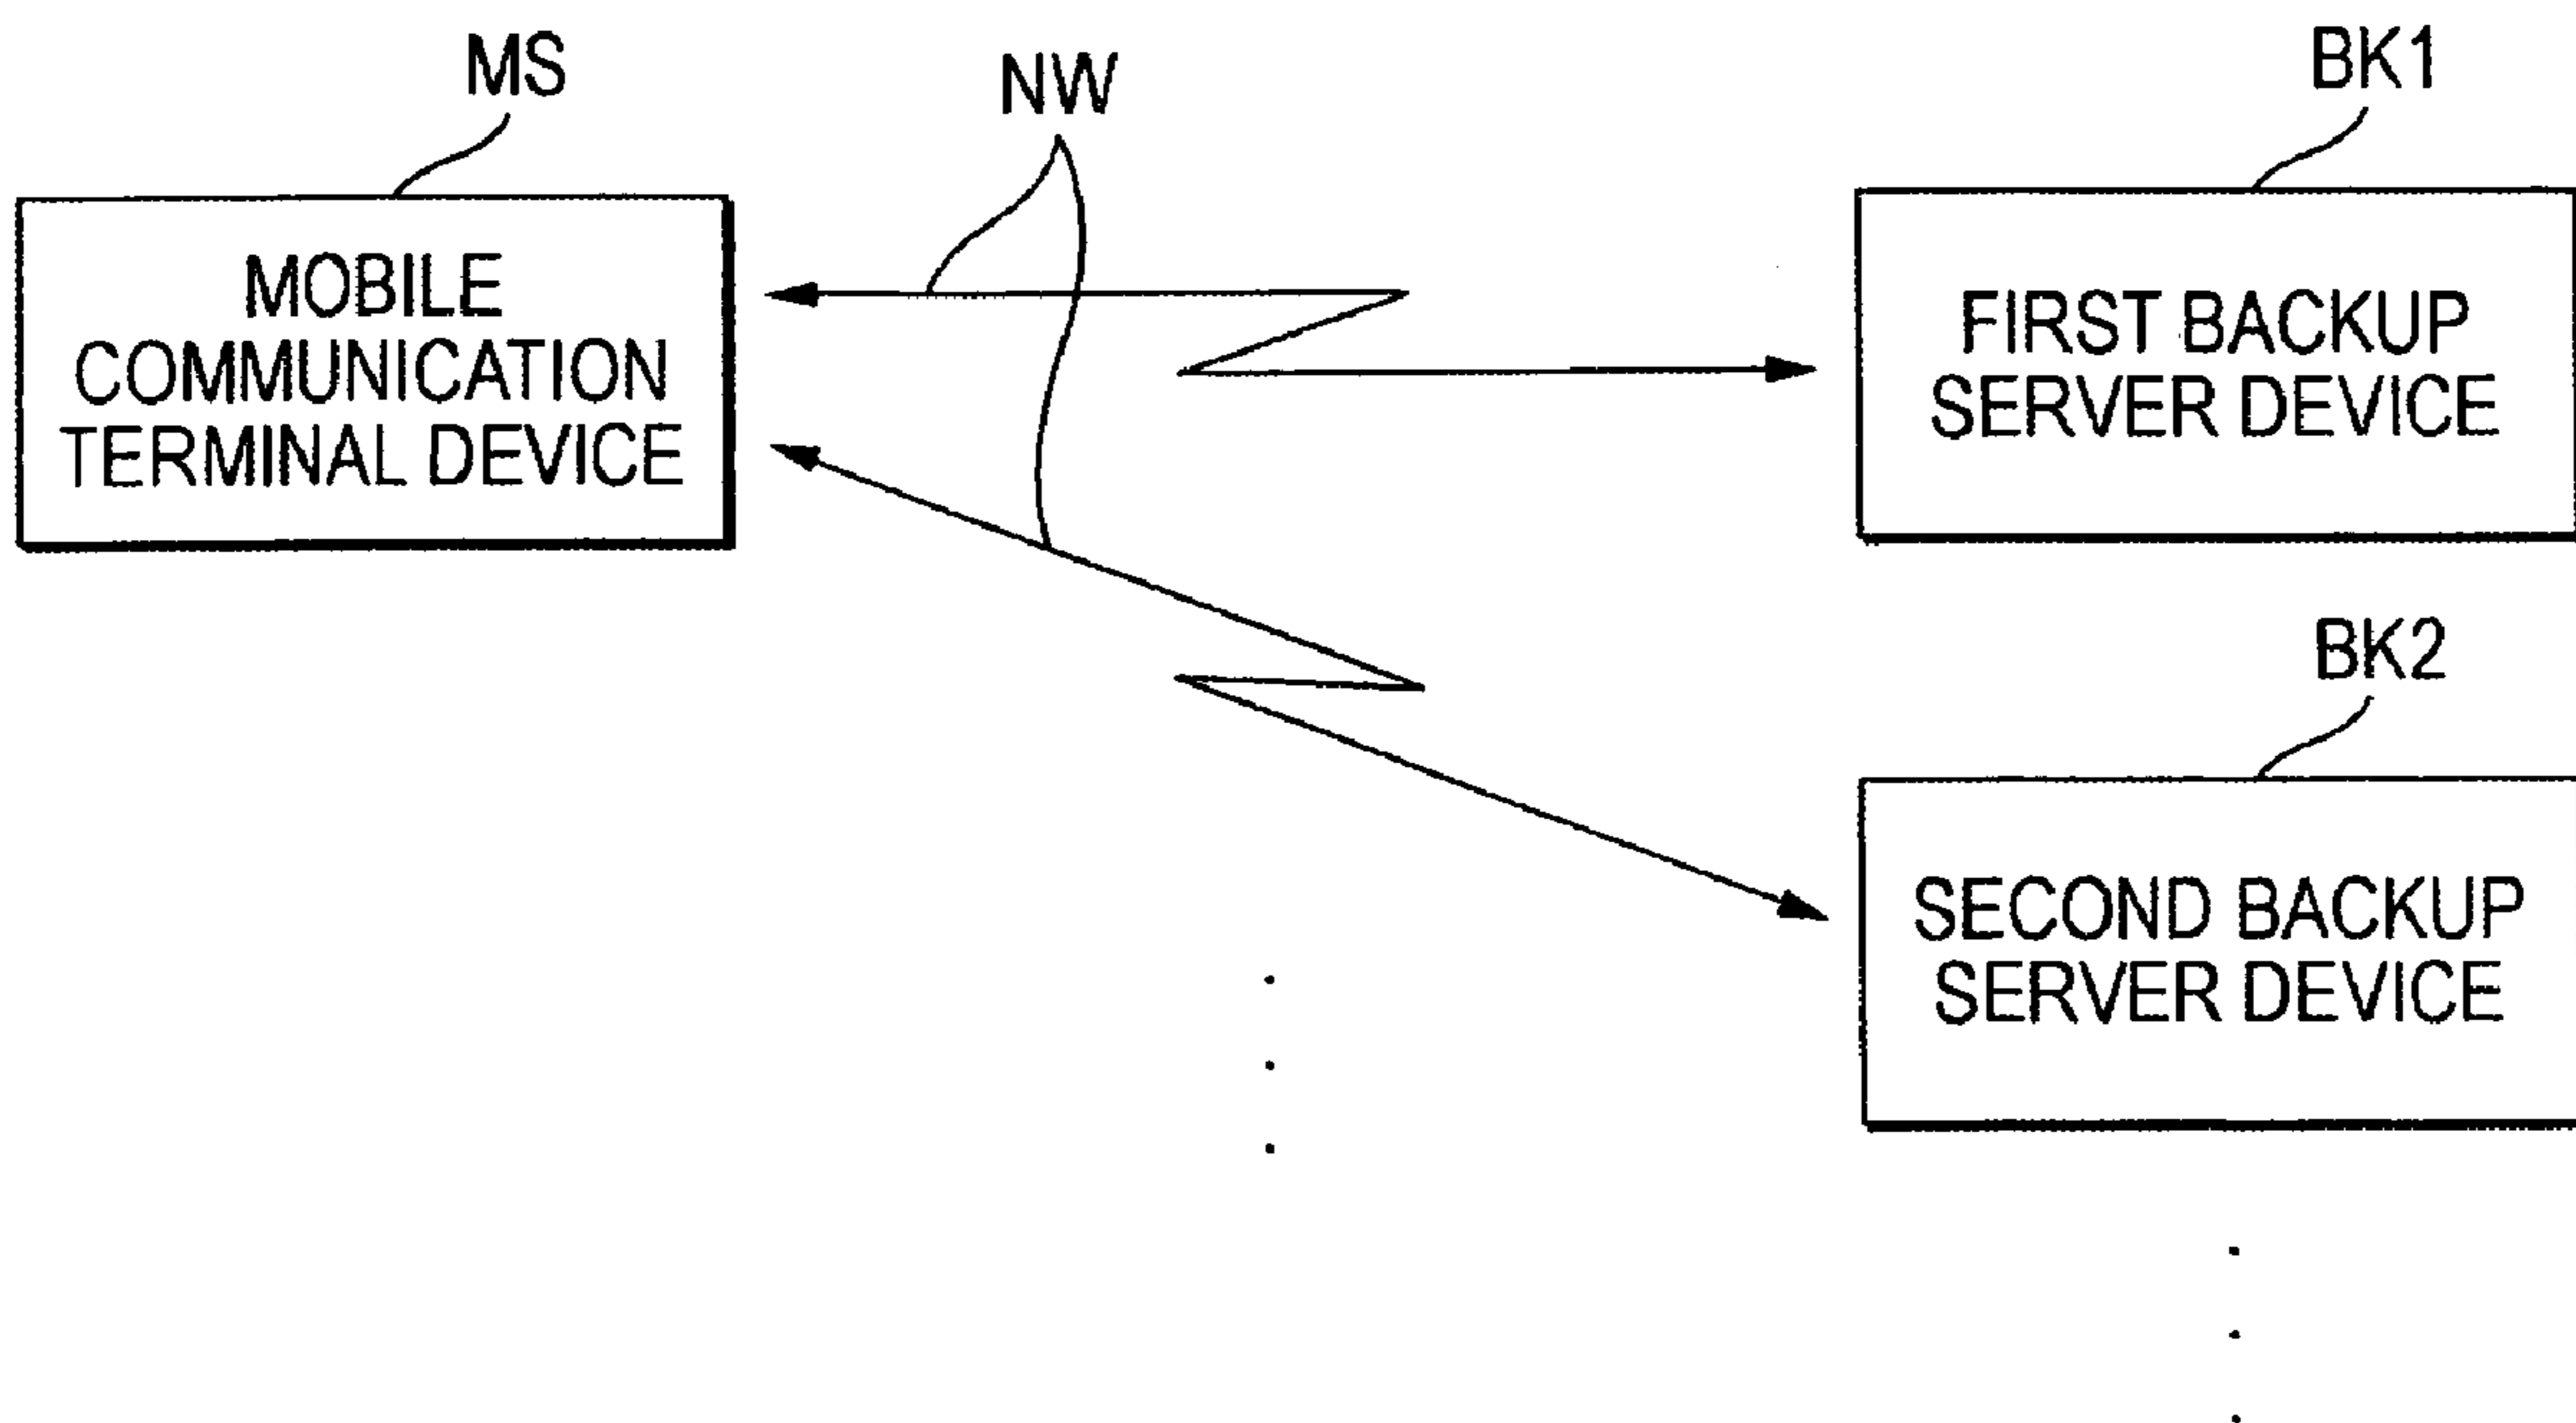 MS
NW
BK1
MOBILE
COMMUNICATION
TERMINAL DEVICE
FIRST BACKUP
SERVER DEVICE
BK2
SECOND BACKUP
SERVER DEVICE